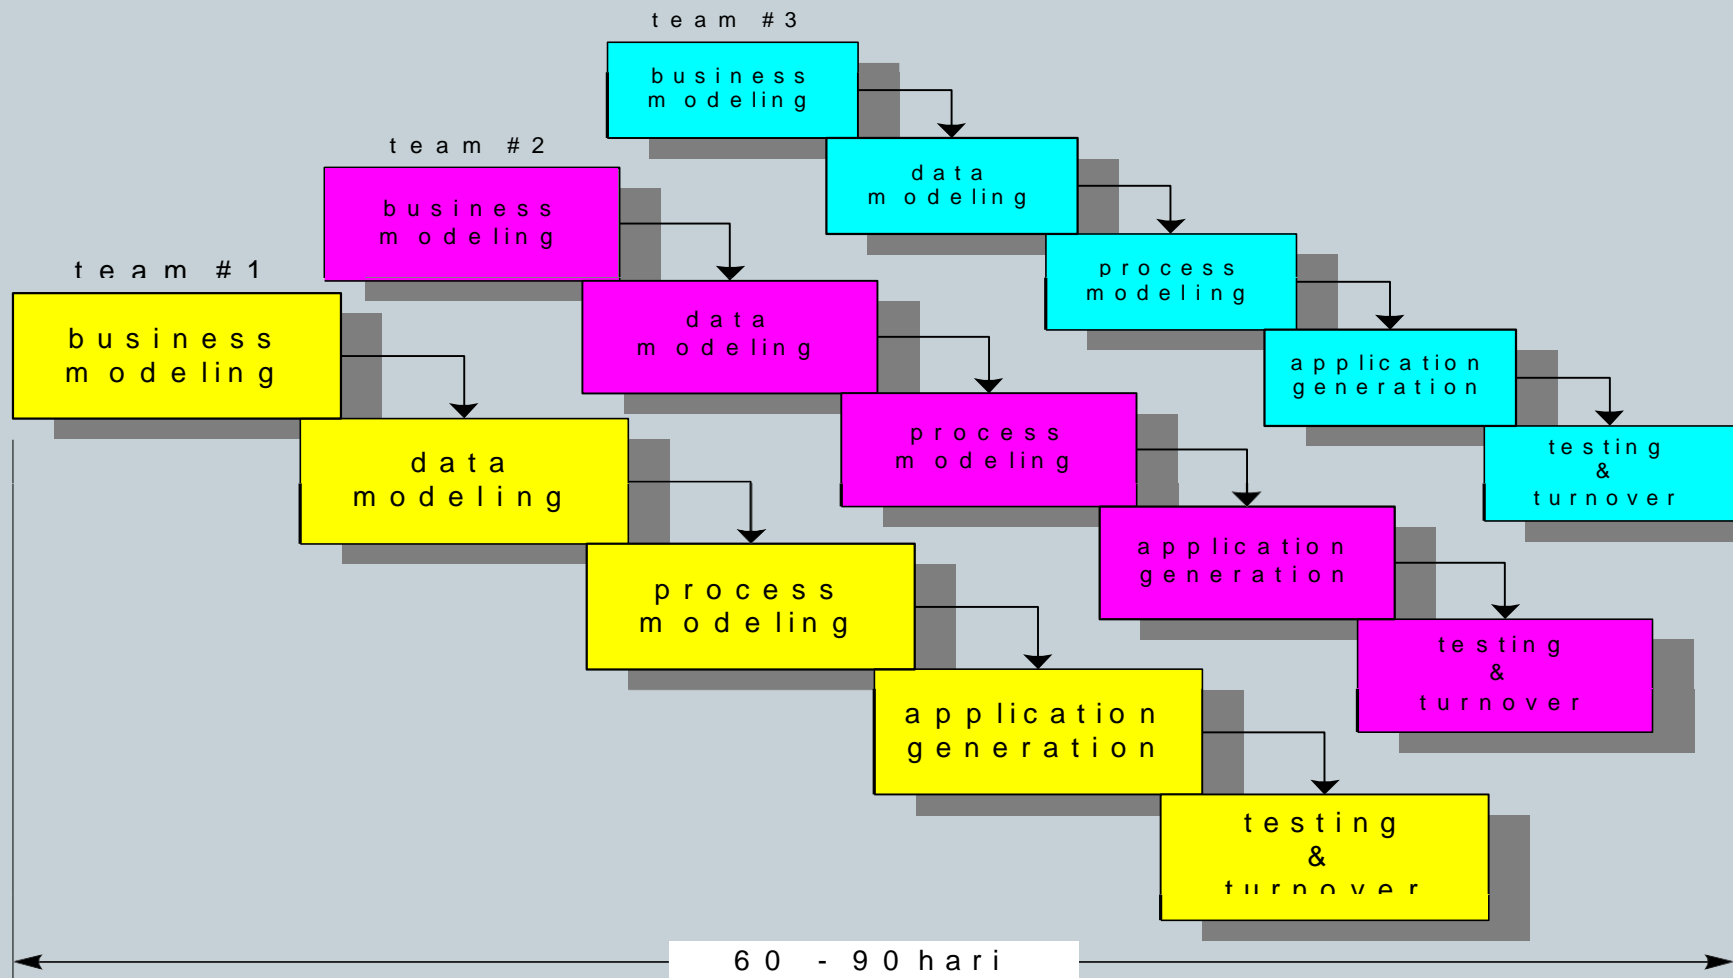 team #3
business
modeling
data
modeling
process
modeling
application
generation
testing
&
turnover
team #2
business
modeling
data
modeling
process
modeling
application
generation
testing
&
turnover
team #1
business
modeling
data
modeling
process
modeling
application
generation
testing
&
turnover
60 - 90 hari